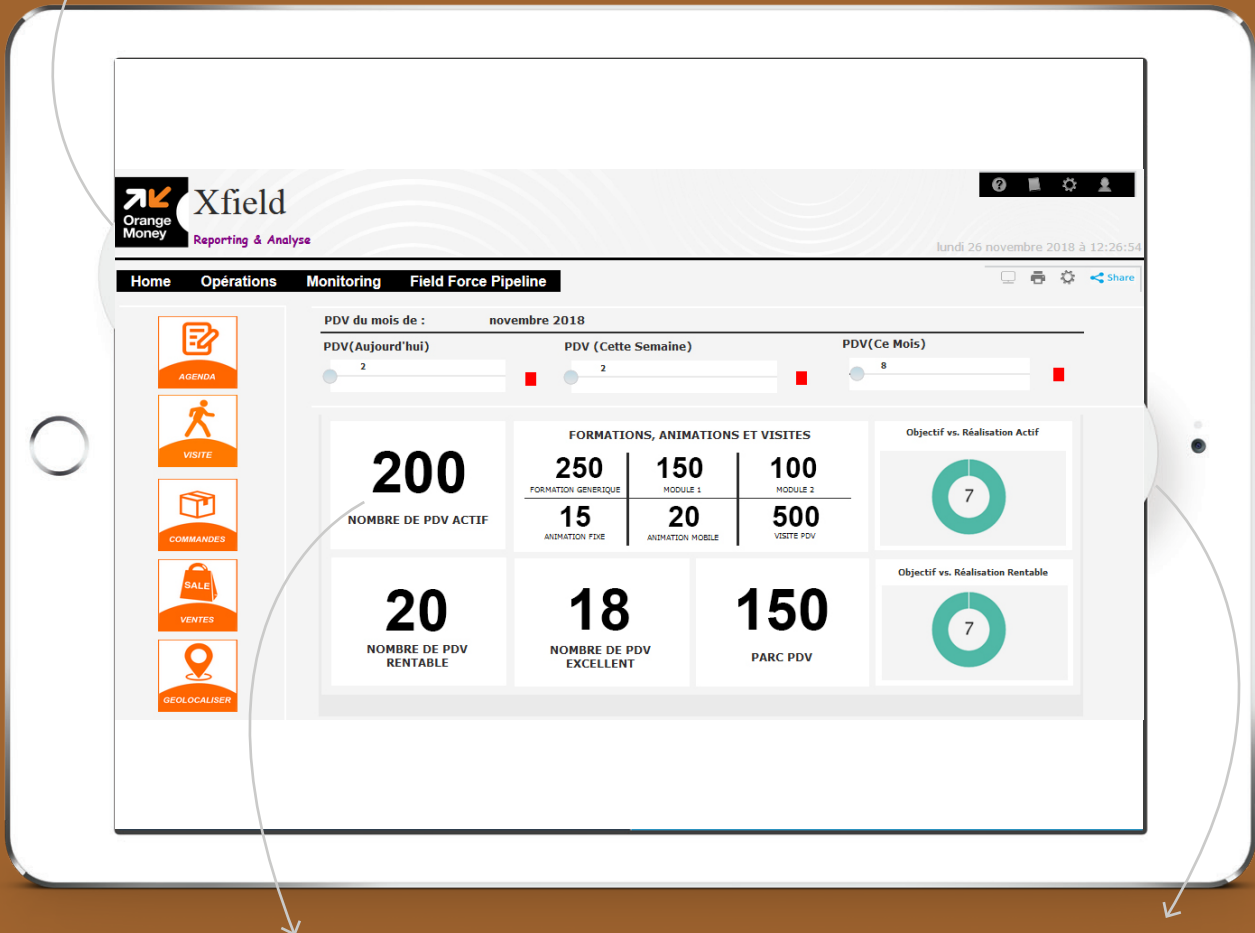 Orange
Money
Xfield
Reporting & Analyse
lundi 26 novembre 2018 à 12:26:54
Home Opérations Monitoring Field Force Pipeline
Share
AGENDA
VISITE
COMMANDES
SALE
VENTES
GEOLOCALISER
PDV du mois de : novembre 2018
PDV(Aujourd'hui) PDV (Cette Semaine) PDV(Ce Mois)
2 2 8
200
NOMBRE DE PDV ACTIF
FORMATIONS, ANIMATIONS ET VISITES
250 150 100
FORMATION GENERIQUE MODULE 1 MODULE 2
15 20 500
ANIMATION FIXE ANIMATION MOBILE VISITE PDV
Objectif vs. Réalisation Actif
7
20
NOMBRE DE PDV
RENTABLE
18
NOMBRE DE PDV
EXCELLENT
150
PARC PDV
Objectif vs. Réalisation Rentable
7